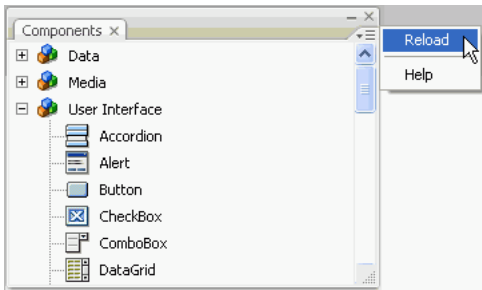 Components
Reload
Data
Help
Media
User Interface
Accordion
Alert
Button
CheckBox
ComboBox
DataGrid